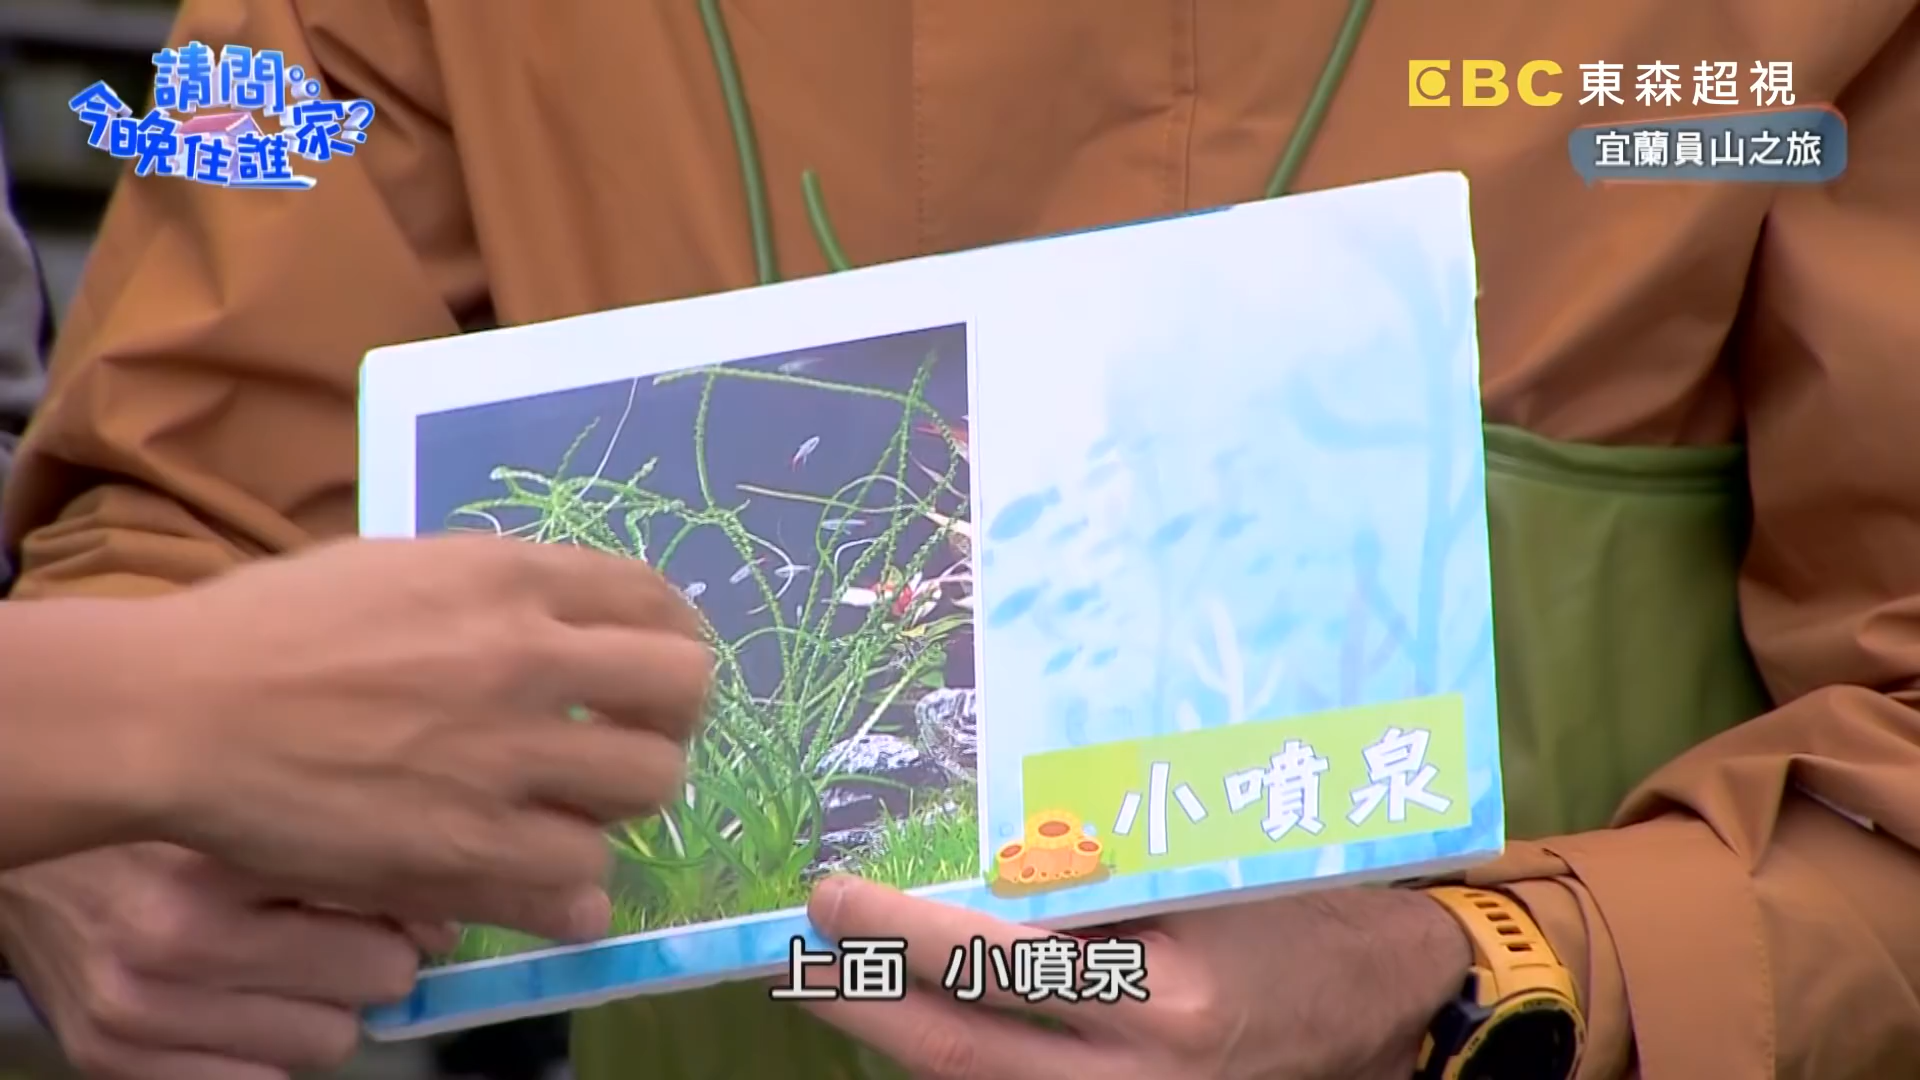 請問
今晚住誰家?
EBC 東森超視
宜蘭員山之旅
小噴泉
上面 小噴泉